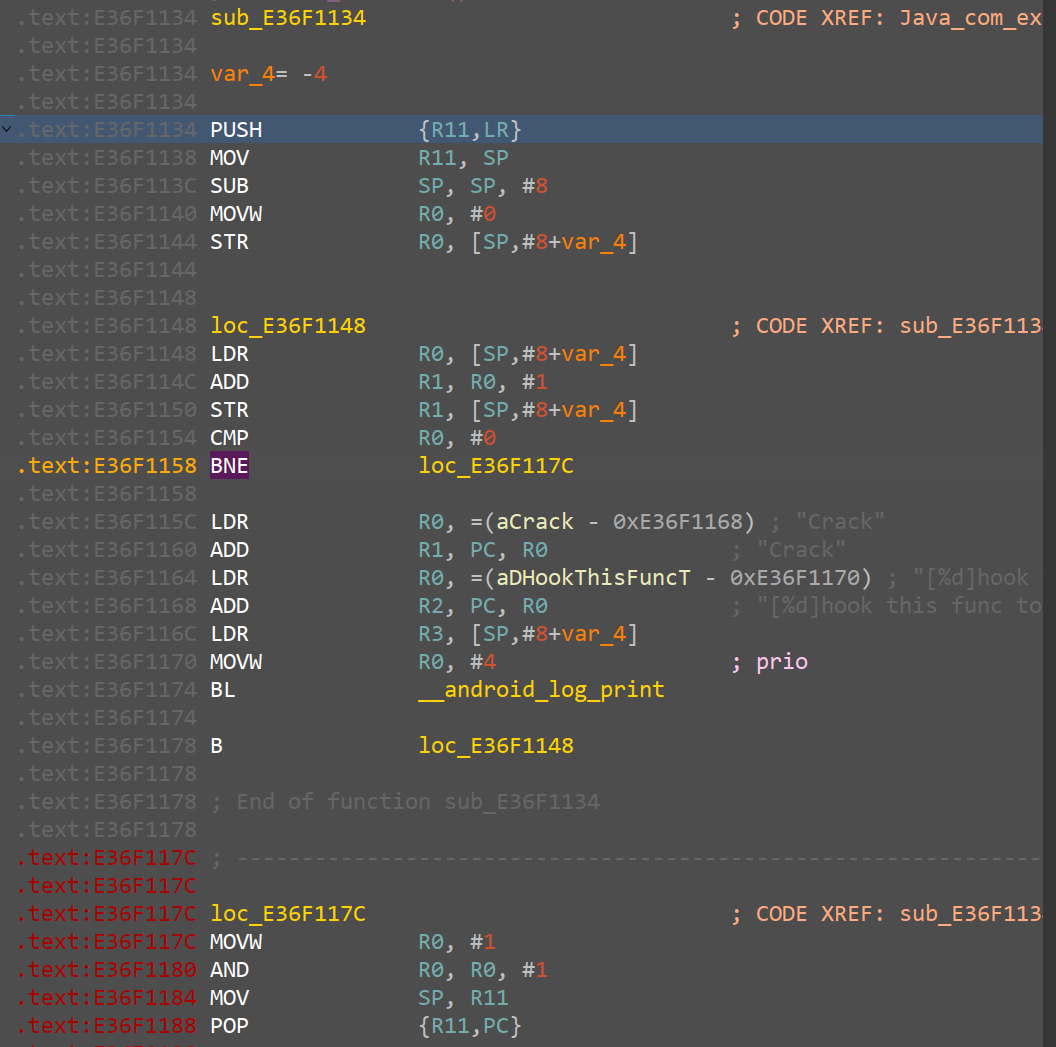 .text:E36F1134 sub_E36F1134 ; CODE XREF: Java_com_ex
.text:E36F1134
.text:E36F1134 var_4= -4
.text:E36F1134
.text:E36F1134 PUSH {R11,LR}
.text:E36F1138 MOV R11, SP
.text:E36F113C SUB SP, SP, #8
.text:E36F1140 MOVW R0, #0
.text:E36F1144 STR R0, [SP,#8+var_4]
.text:E36F1144
.text:E36F1148
.text:E36F1148 loc_E36F1148 ; CODE XREF: sub_E36F113
.text:E36F1148 LDR R0, [SP,#8+var_4]
.text:E36F114C ADD R1, R0, #1
.text:E36F1150 STR R1, [SP,#8+var_4]
.text:E36F1154 CMP R0, #0
.text:E36F1158 BNE loc_E36F117C
.text:E36F1158
.text:E36F115C LDR R0, =(aCrack - 0xE36F1168) ; "Crack"
.text:E36F1160 ADD R1, PC, R0 ; "Crack"
.text:E36F1164 LDR R0, =(aDHookThisFuncT - 0xE36F1170) ; "[%d]hook
.text:E36F1168 ADD R2, PC, R0 ; "[%d]hook this func to
.text:E36F116C LDR R3, [SP,#8+var_4]
.text:E36F1170 MOVW R0, #4 ; prio
.text:E36F1174 BL __android_log_print
.text:E36F1174
.text:E36F1178 B loc_E36F1148
.text:E36F1178
.text:E36F1178 ; End of function sub_E36F1134
.text:E36F1178
.text:E36F117C ; ---------------------------------------------------------------
.text:E36F117C
.text:E36F117C loc_E36F117C ; CODE XREF: sub_E36F113
.text:E36F117C MOVW R0, #1
.text:E36F1180 AND R0, R0, #1
.text:E36F1184 MOV SP, R11
.text:E36F1188 POP {R11,PC}